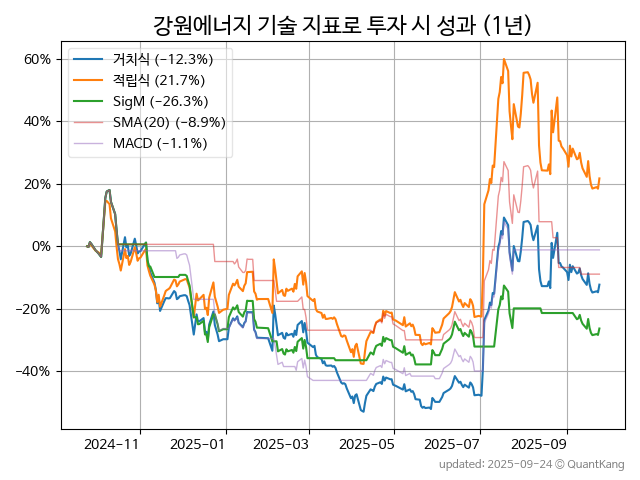 강원에너지 기술 지표로 투자 시 성과 (1년)
60%
40%
20%
0%
−20%
−40%
거치식 (−12.3%)
적립식 (21.7%)
SigM (−26.3%)
SMA(20) (−8.9%)
MACD (−1.1%)
2024−11 2025−01 2025−03 2025−05 2025−07 2025−09
updated: 2025−09−24 ⓒ QuantKang